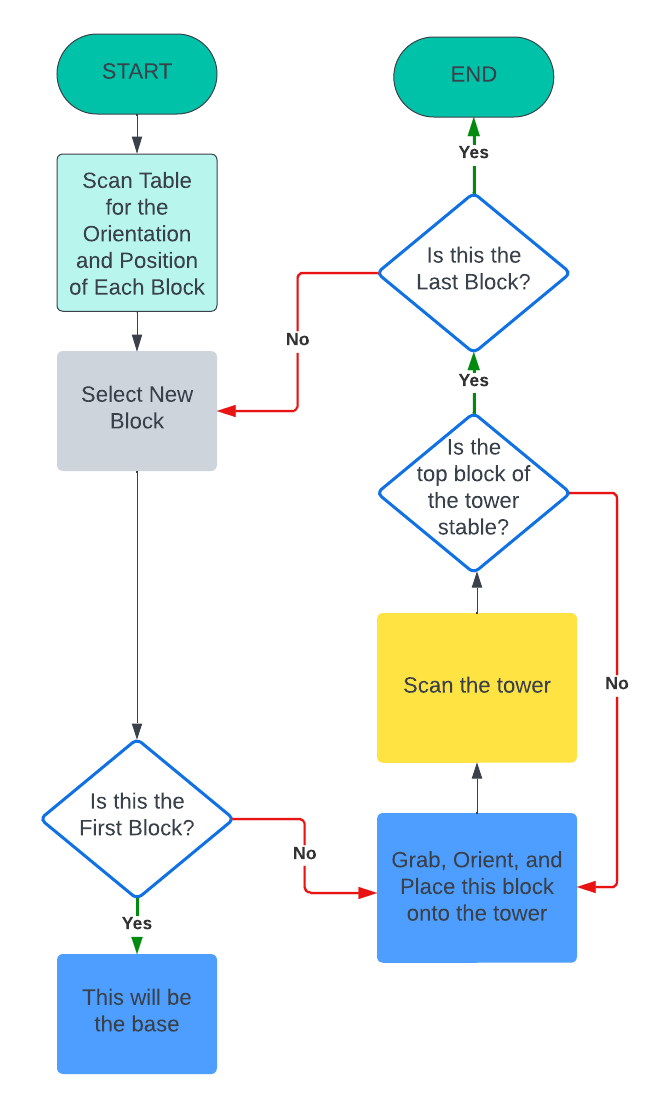 START
Scan Table
for the
Orientation
and Position
of Each Block
Select New
Block
Is this the
First Block?
Yes
This will be
the base
No
Grab, Orient, and
Place this block
onto the tower
Scan the tower
Is the
top block of
the tower
stable?
No
Yes
Is this the
Last Block?
No
Yes
END